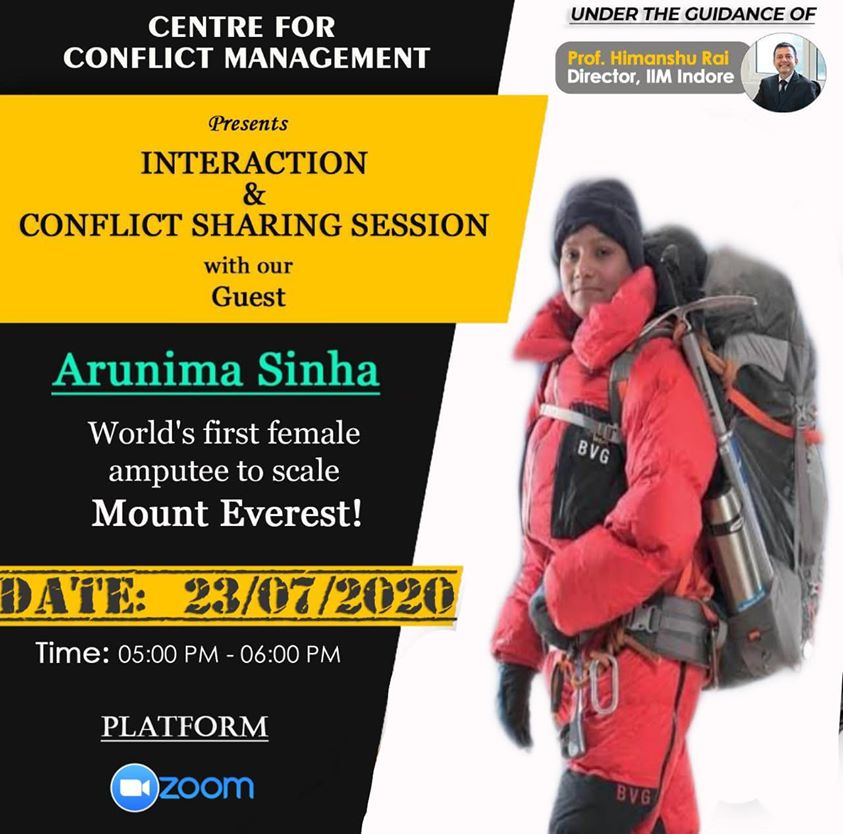 CENTRE FOR
CONFLICT MANAGEMENT
UNDER THE GUIDANCE OF
Prof. Himanshu Rai
Director, IIM Indore
Presents
INTERACTION
&
CONFLICT SHARING SESSION
with our
Guest
Arunima Sinha
World's first female
amputee to scale
Mount Everest!
DATE: 23/07/2020
Time: 05:00 PM - 06:00 PM
PLATFORM
zoom
BVG
BVG